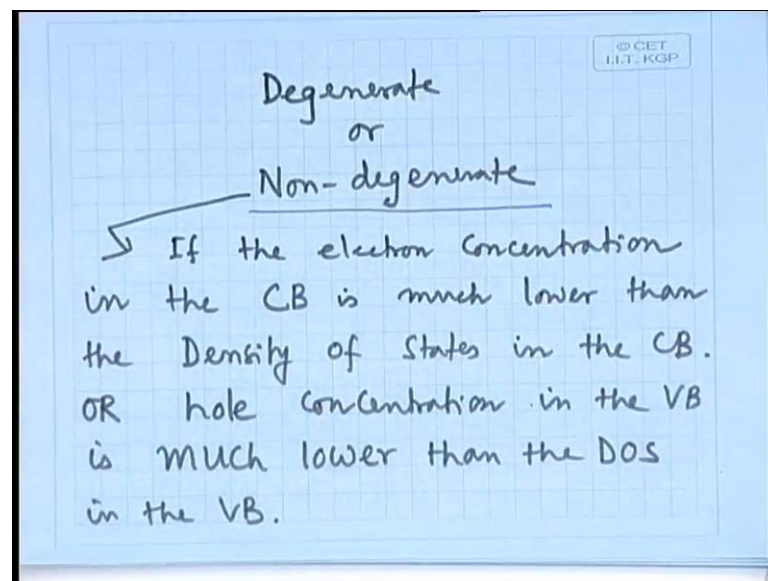 © CET
I.I.T. KGP
Degenerate
or
Non-degenerate
If the electron concentration
in the CB is much lower than
the Density of states in the CB.
OR hole concentration in the VB
is much lower than the DOS
in the VB.